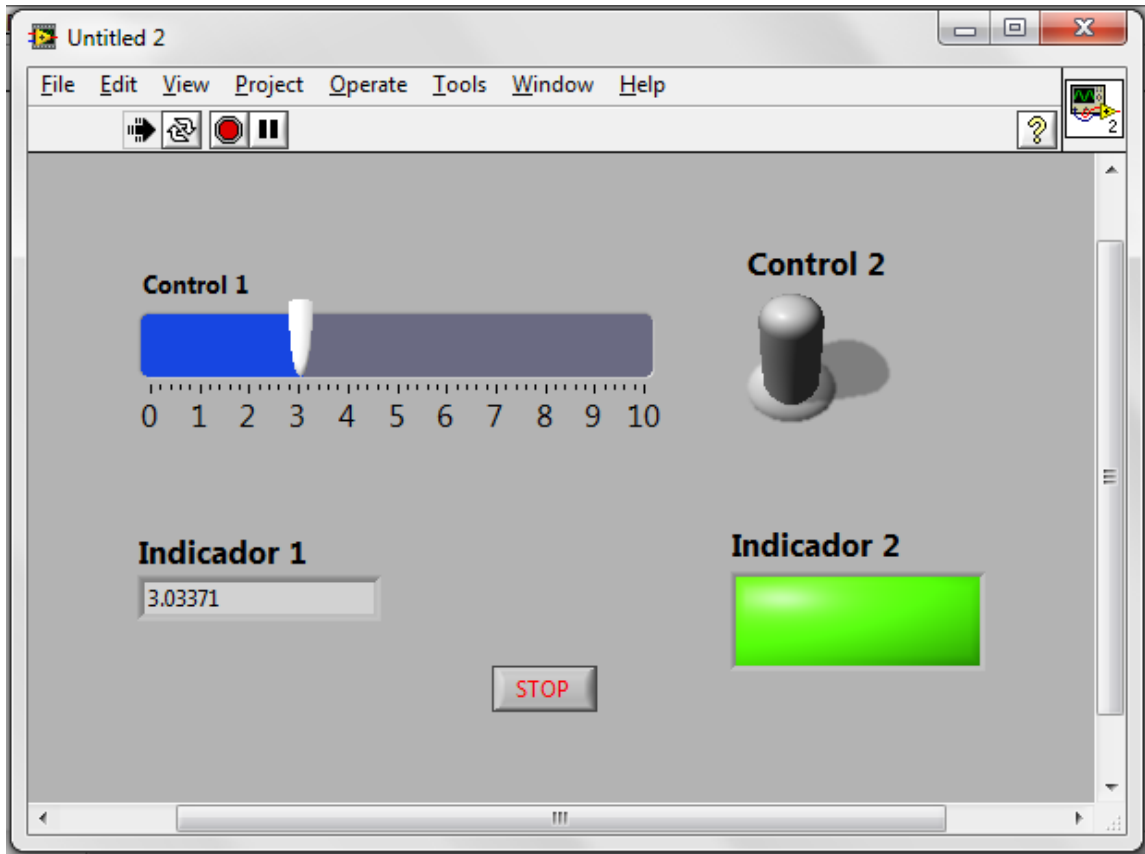 Untitled 2
File Edit View Project Operate Tools Window Help
?
2
Control 1
Control 2
0 1 2 3 4 5 6 7 8 9 10
Indicador 1
Indicador 2
3.03371
STOP